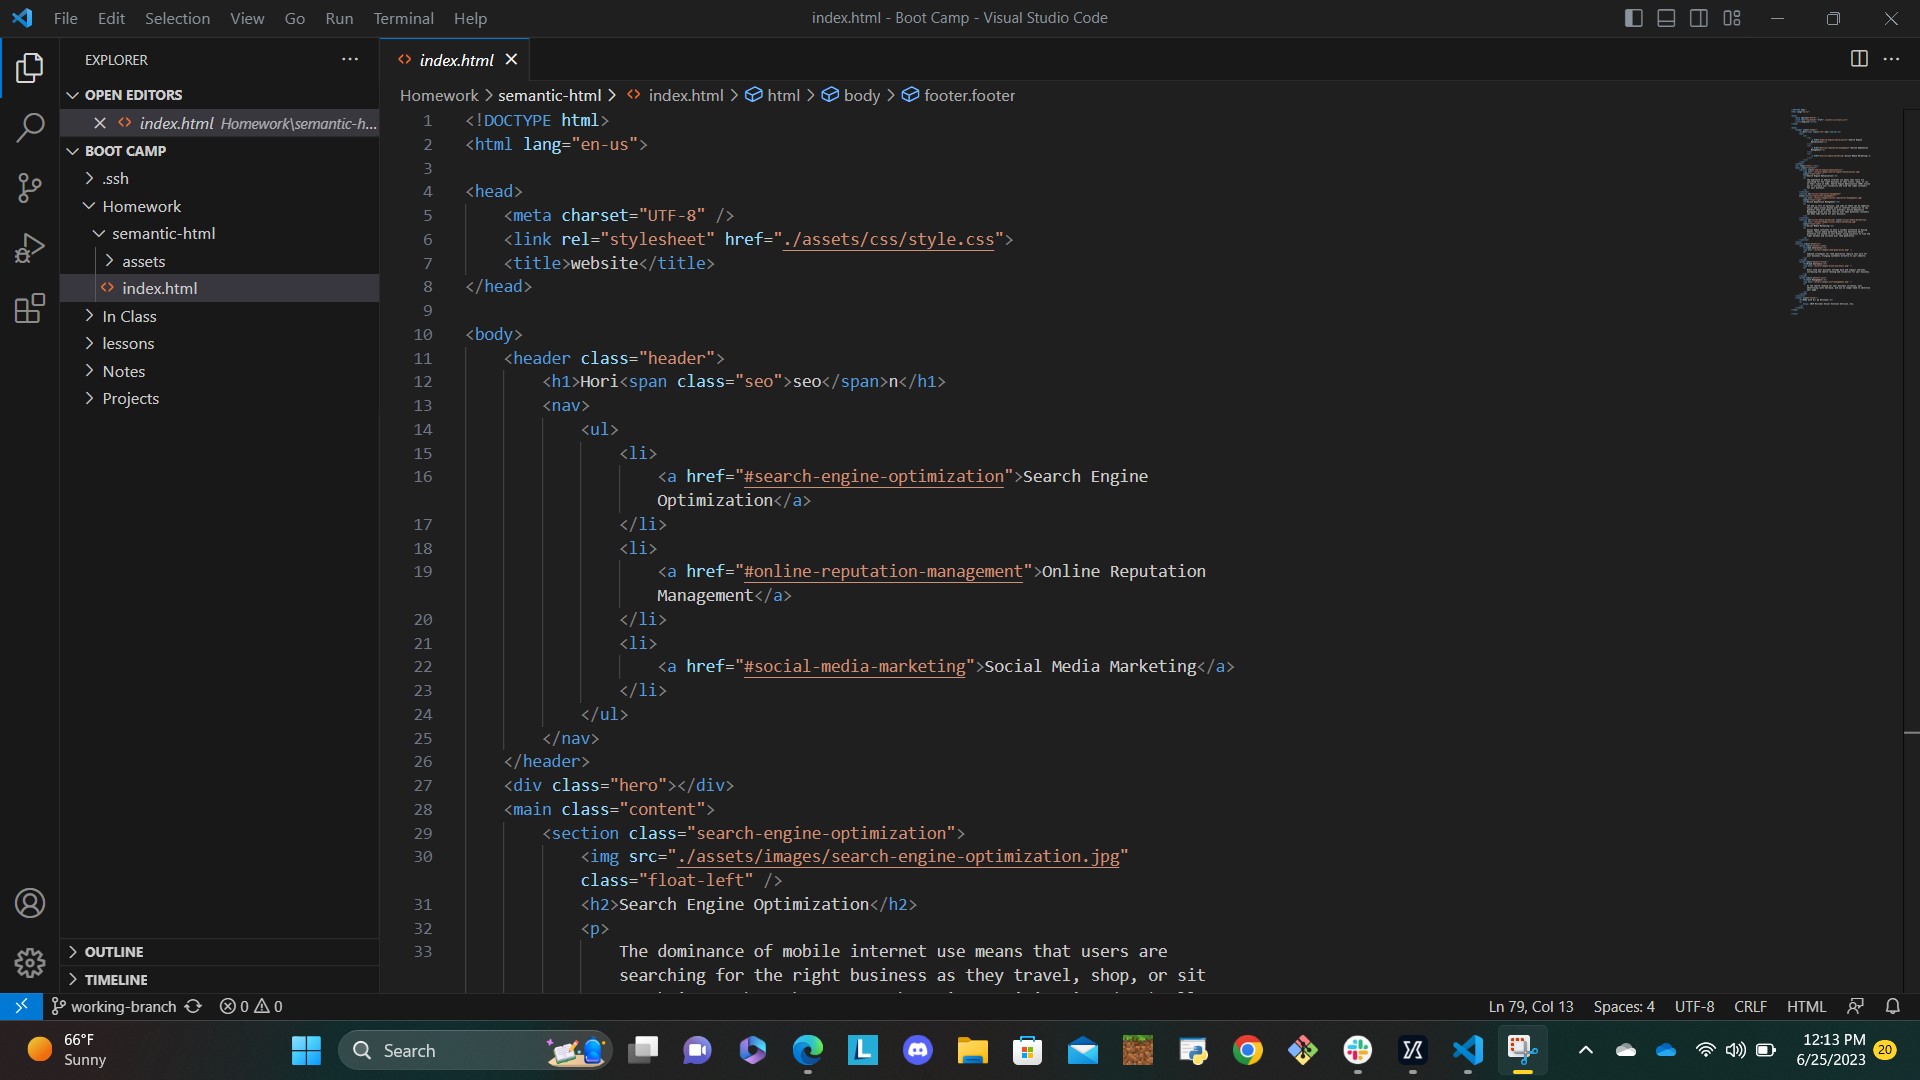 File Edit Selection View Go Run Terminal Help
index.html - Boot Camp - Visual Studio Code
EXPLORER
OPEN EDITORS
index.html Homework\semantic-h...
BOOT CAMP
.ssh
Homework
semantic-html
assets
index.html
In Class
lessons
Notes
Projects
OUTLINE
TIMELINE
index.html
Homework > semantic-html > index.html > html > body > footer.footer
1 <!DOCTYPE html>
2 <html lang="en-us">
3
4 <head>
5 <meta charset="UTF-8" />
6 <link rel="stylesheet" href="./assets/css/style.css">
7 <title>website</title>
8 </head>
9
10 <body>
11 <header class="header">
12 <h1>Hori<span class="seo">seo</span>n</h1>
13 <nav>
14 <ul>
15 <li>
16 <a href="#search-engine-optimization">Search Engine
Optimization</a>
17 </li>
18 <li>
19 <a href="#online-reputation-management">Online Reputation
Management</a>
20 </li>
21 <li>
22 <a href="#social-media-marketing">Social Media Marketing</a>
23 </li>
24 </ul>
25 </nav>
26 </header>
27 <div class="hero"></div>
28 <main class="content">
29 <section class="search-engine-optimization">
30 <img src="./assets/images/search-engine-optimization.jpg"
class="float-left" />
31 <h2>Search Engine Optimization</h2>
32 <p>
33 The dominance of mobile internet use means that users are
searching for the right business as they travel, shop, or sit
working-branch 0 0
Ln 79, Col 13 Spaces: 4 UTF-8 CRLF HTML
66°F
Sunny
Search
12:13 PM
6/25/2023
20